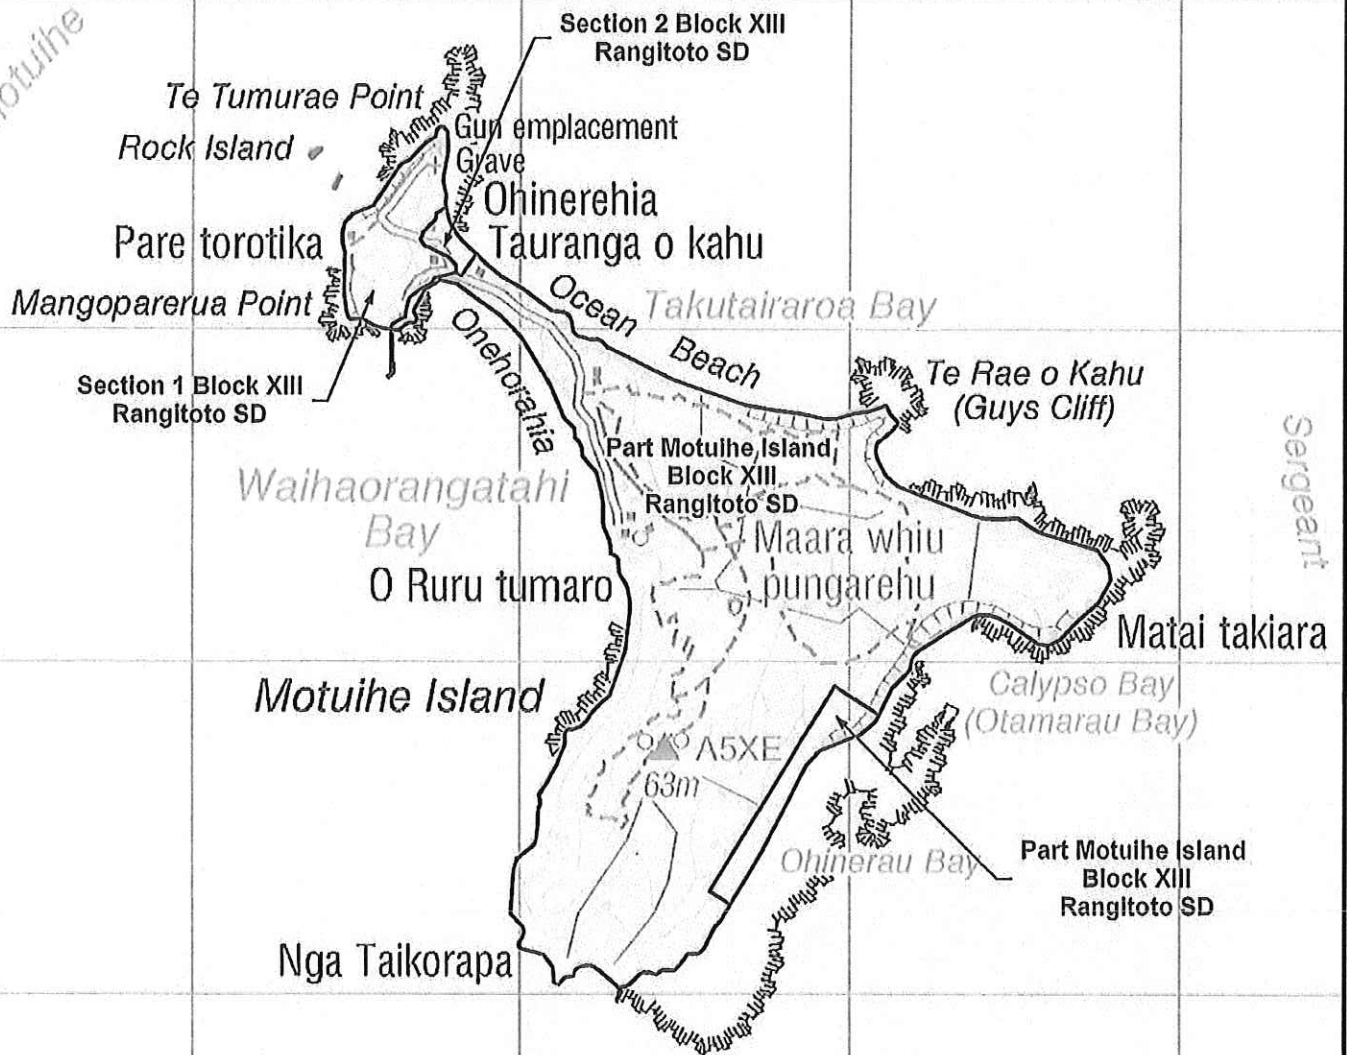 Section 2 Block XIII
Rangitoto SD
Te Tumurae Point
Gun emplacement
Rock Island
Grave
Ohinerehia
Pare torotika
Tauranga o kahu
Mangoparerua Point
Ocean
Beach
Takutairaroa Bay
Onehorahia
Section 1 Block XIII
Rangitoto SD
Te Rae o Kahu
(Guys Cliff)
Part Motuihe Island
Block XIII
Rangitoto SD
Sergeant
Waihaorangatahi
Bay
Maara whiu
pungarehu
O Ruru tumaro
Matai takiara
Motuihe Island
Calypso Bay
(Otamarau Bay)
A5XE
63m
Ohinerau Bay
Part Motuihe Island
Block XIII
Rangitoto SD
Nga Taikorapa